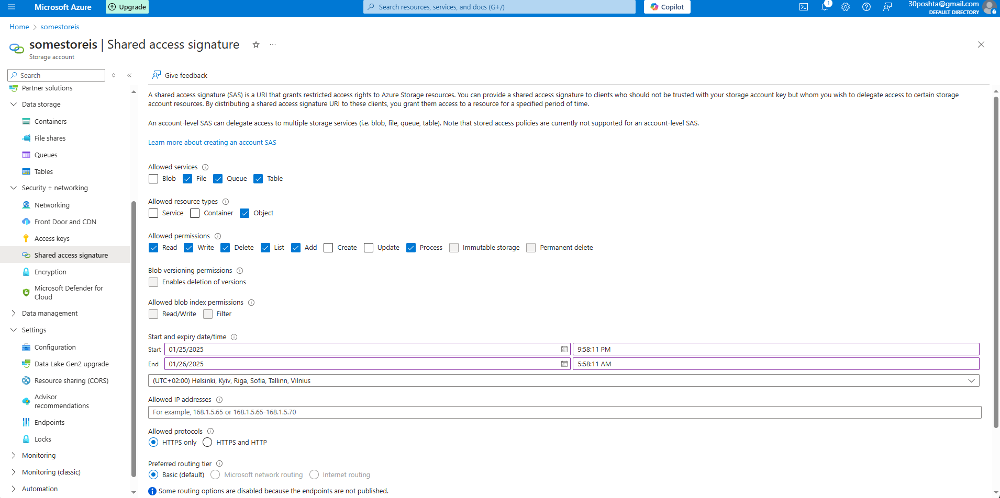 Microsoft Azure
Upgrade
Search resources, services, and docs (G+/)
Copilot
1
30poshta@gmail.com
DEFAULT DIRECTORY
Home > somestoreis
somestoreis | Shared access signature
Storage account
Search
Partner solutions
Data storage
Containers
File shares
Queues
Tables
Security + networking
Networking
Front Door and CDN
Access keys
Shared access signature
Encryption
Microsoft Defender for
Cloud
Data management
Settings
Configuration
Data Lake Gen2 upgrade
Resource sharing (CORS)
Advisor
recommendations
Endpoints
Locks
Monitoring
Monitoring (classic)
Automation
Give feedback
A shared access signature (SAS) is a URI that grants restricted access rights to Azure Storage resources. You can provide a shared access signature to clients who should not be trusted with your storage account key but whom you wish to delegate access to certain storage
account resources. By distributing a shared access signature URI to these clients, you grant them access to a resource for a specified period of time.
An account-level SAS can delegate access to multiple storage services (i.e. blob, file, queue, table). Note that stored access policies are currently not supported for an account-level SAS.
Learn more about creating an account SAS
Allowed services
Blob File Queue Table
Allowed resource types
Service Container Object
Allowed permissions
Read Write Delete List Add Create Update Process Immutable storage Permanent delete
Blob versioning permissions
Enables deletion of versions
Allowed blob index permissions
Read/Write Filter
Start and expiry date/time
Start 01/25/2025 9:58:11 PM
End 01/26/2025 5:58:11 AM
(UTC+02:00) Helsinki, Kyiv, Riga, Sofia, Tallinn, Vilnius
Allowed IP addresses
For example, 168.1.5.65 or 168.1.5.65-168.1.5.70
Allowed protocols
HTTPS only HTTPS and HTTP
Preferred routing tier
Basic (default) Microsoft network routing Internet routing
Some routing options are disabled because the endpoints are not published.